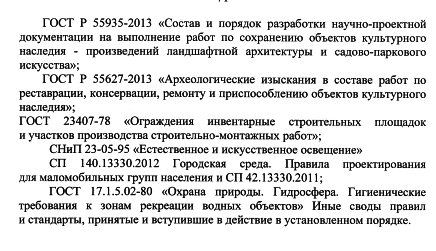 ГОСТ Р 55935-2013 «Состав и порядок разработки научно-проектной
документации на выполнение работ по сохранению объектов культурного
наследия - произведений ландшафтной архитектуры и садово-паркового
искусства»;
ГОСТ Р 55627-2013 «Археологические изыскания в составе работ по
реставрации, консервации, ремонту и приспособлению объектов культурного
наследия»;
ГОСТ 23407-78 «Ограждения инвентарные строительных площадок
и участков производства строительно-монтажных работ»;
СНиП 23-05-95 «Естественное и искусственное освещение»
СП 140.13330.2012 Городская среда. Правила проектирования
для маломобильных групп населения и СП 42.13330.2011;
ГОСТ 17.1.5.02-80 «Охрана природы. Гидросфера. Гигиенические
требования к зонам рекреации водных объектов» Иные своды правил
и стандарты, принятые и вступившие в действие в установленном порядке.